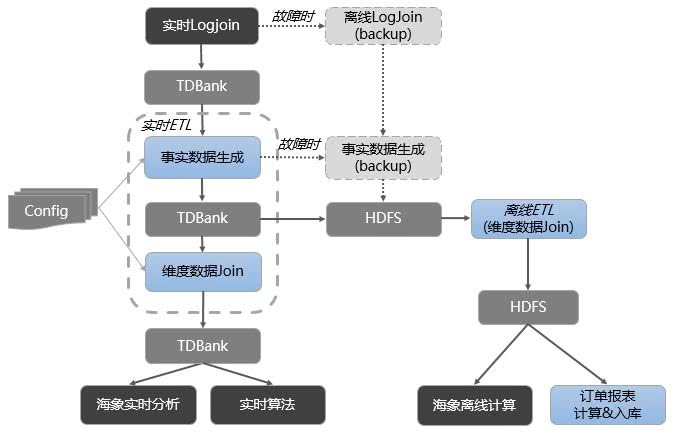 实时Logjoin
故障时
离线LogJoin
(backup)
TDBank
实时ETL
事实数据生成
故障时
事实数据生成
(backup)
Config
TDBank
HDFS
离线ETL
(维度数据Join)
维度数据Join
HDFS
TDBank
海象实时分析
实时算法
海象离线计算
订单报表
计算&入库